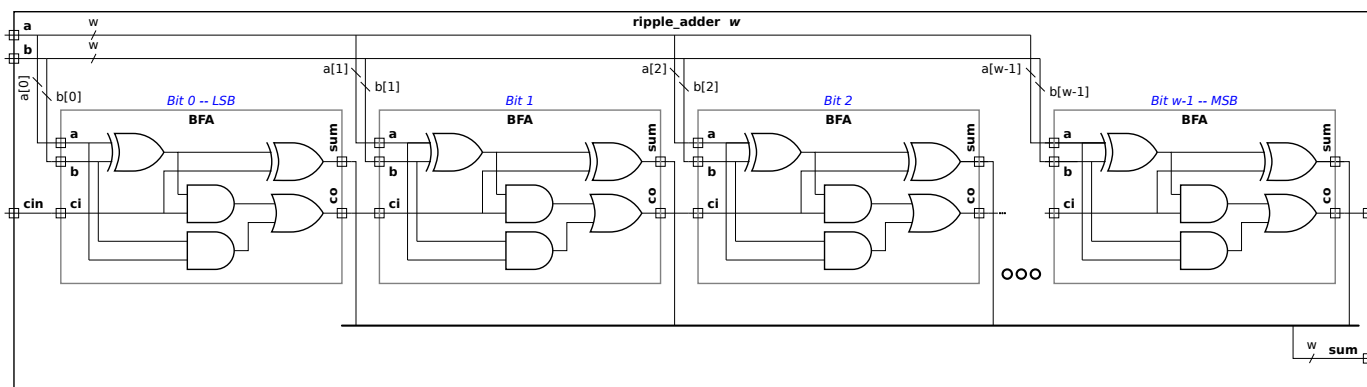 ripple_adder w
a
w
b
w
a[0]
b[0]
a[1]
b[1]
a[2]
b[2]
a[w-1]
b[w-1]
Bit 0 -- LSB
Bit 1
Bit 2
Bit w-1 -- MSB
BFA
a
b
ci
sum
co
BFA
a
b
ci
sum
co
BFA
a
b
ci
sum
co
BFA
a
b
ci
sum
co
cin
w
sum